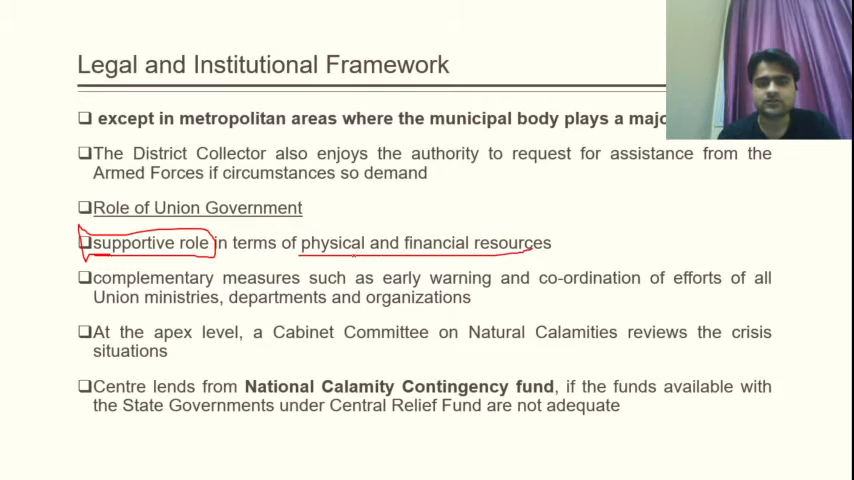 Legal and Institutional Framework
❑ except in metropolitan areas where the municipal body plays a majo
❑The District Collector also enjoys the authority to request for assistance from the
Armed Forces if circumstances so demand
❑Role of Union Government
❑supportive role in terms of physical and financial resources
❑complementary measures such as early warning and co-ordination of efforts of all
Union ministries, departments and organizations
❑At the apex level, a Cabinet Committee on Natural Calamities reviews the crisis
situations
❑Centre lends from National Calamity Contingency fund, if the funds available with
the State Governments under Central Relief Fund are not adequate